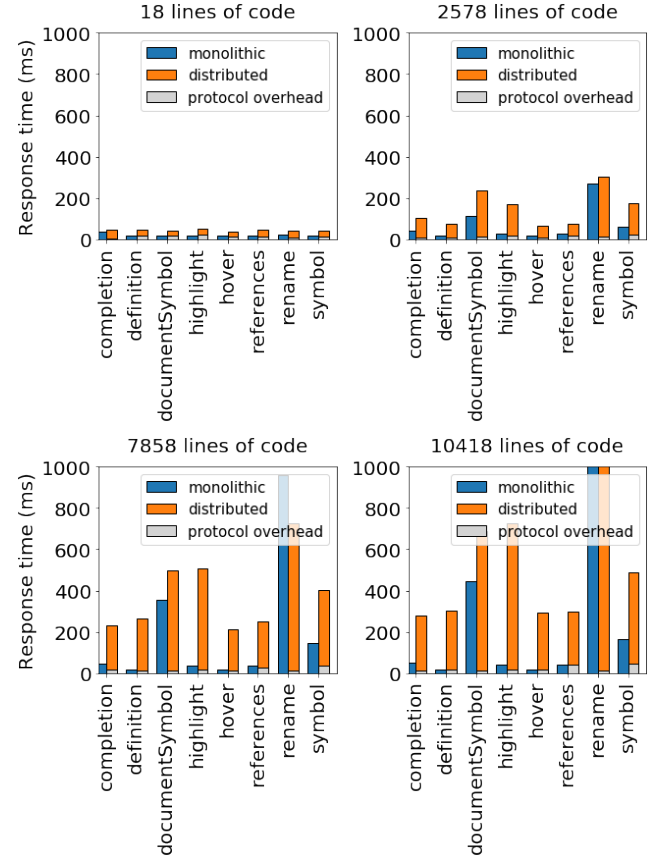 18 lines of code
Response time (ms)
1000
800
600
400
200
0
monolithic
distributed
protocol overhead
completion
definition
documentSymbol
highlight
hover
references
rename
symbol
2578 lines of code
1000
800
600
400
200
0
monolithic
distributed
protocol overhead
completion
definition
documentSymbol
highlight
hover
references
rename
symbol
7858 lines of code
Response time (ms)
1000
800
600
400
200
0
monolithic
distributed
protocol overhead
completion
definition
documentSymbol
highlight
hover
references
rename
symbol
10418 lines of code
1000
800
600
400
200
0
monolithic
distributed
protocol overhead
completion
definition
documentSymbol
highlight
hover
references
rename
symbol